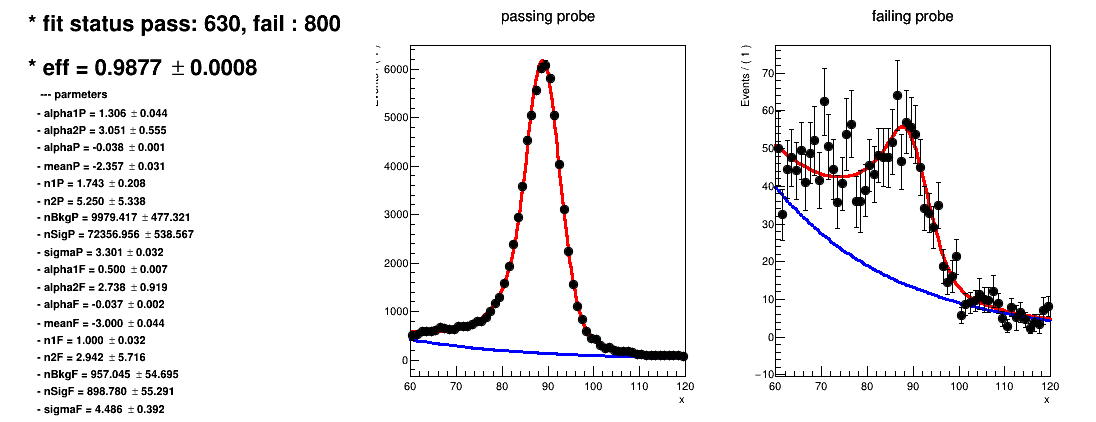 * fit status pass: 630, fail : 800
* eff = 0.9877 ± 0.0008
--- parmeters
- alpha1P = 1.306 ± 0.044
- alpha2P = 3.051 ± 0.555
- alphaP = -0.038 ± 0.001
- meanP = -2.357 ± 0.031
- n1P = 1.743 ± 0.208
- n2P = 5.250 ± 5.338
- nBkgP = 9979.417 ± 477.321
- nSigP = 72356.956 ± 538.567
- sigmaP = 3.301 ± 0.032
- alpha1F = 0.500 ± 0.007
- alpha2F = 2.738 ± 0.919
- alphaF = -0.037 ± 0.002
- meanF = -3.000 ± 0.044
- n1F = 1.000 ± 0.032
- n2F = 2.942 ± 5.716
- nBkgF = 957.045 ± 54.695
- nSigF = 898.780 ± 55.291
- sigmaF = 4.486 ± 0.392
passing probe
6000
5000
4000
3000
2000
1000
0
60 70 80 90 100 110 120
x
failing probe
Events / ( 1 )
70
60
50
40
30
20
10
0
−10
60 70 80 90 100 110 120
x